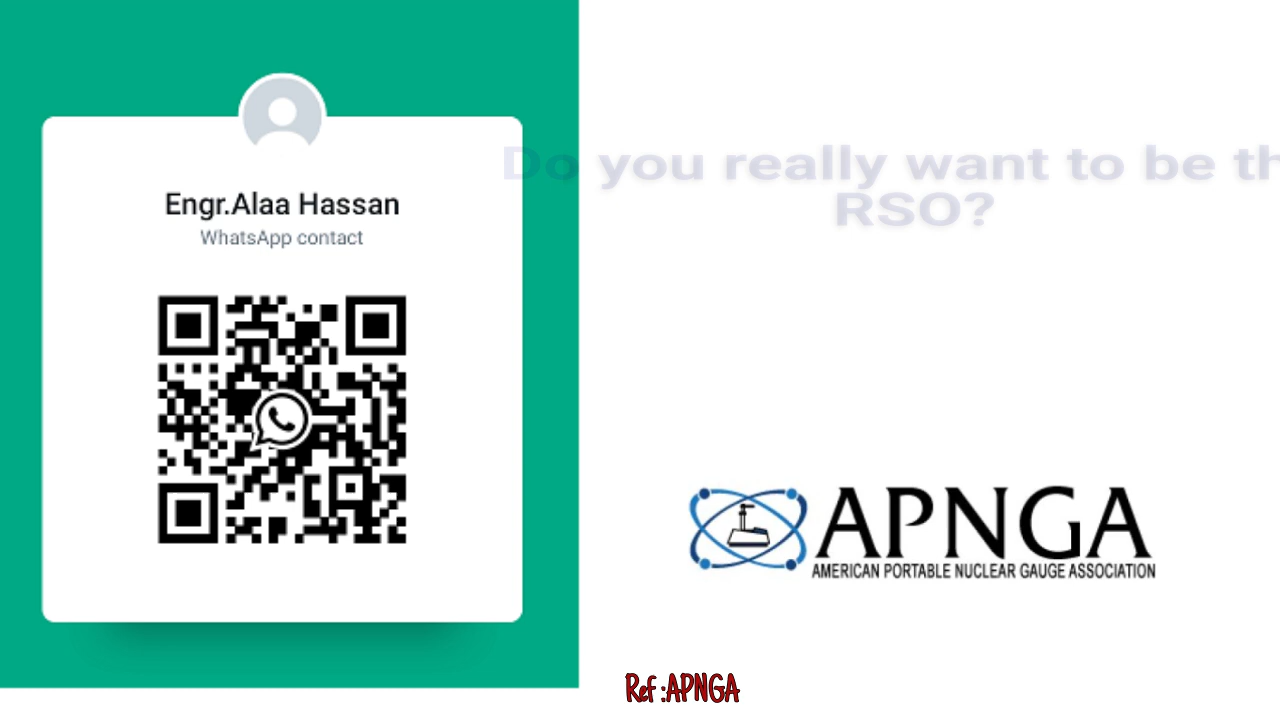 Engr.Alaa Hassan
WhatsApp contact
Do you really want to be th
RSO?
APNGA
AMERICAN PORTABLE NUCLEAR GAUGE ASSOCIATION
Ref :APNGA